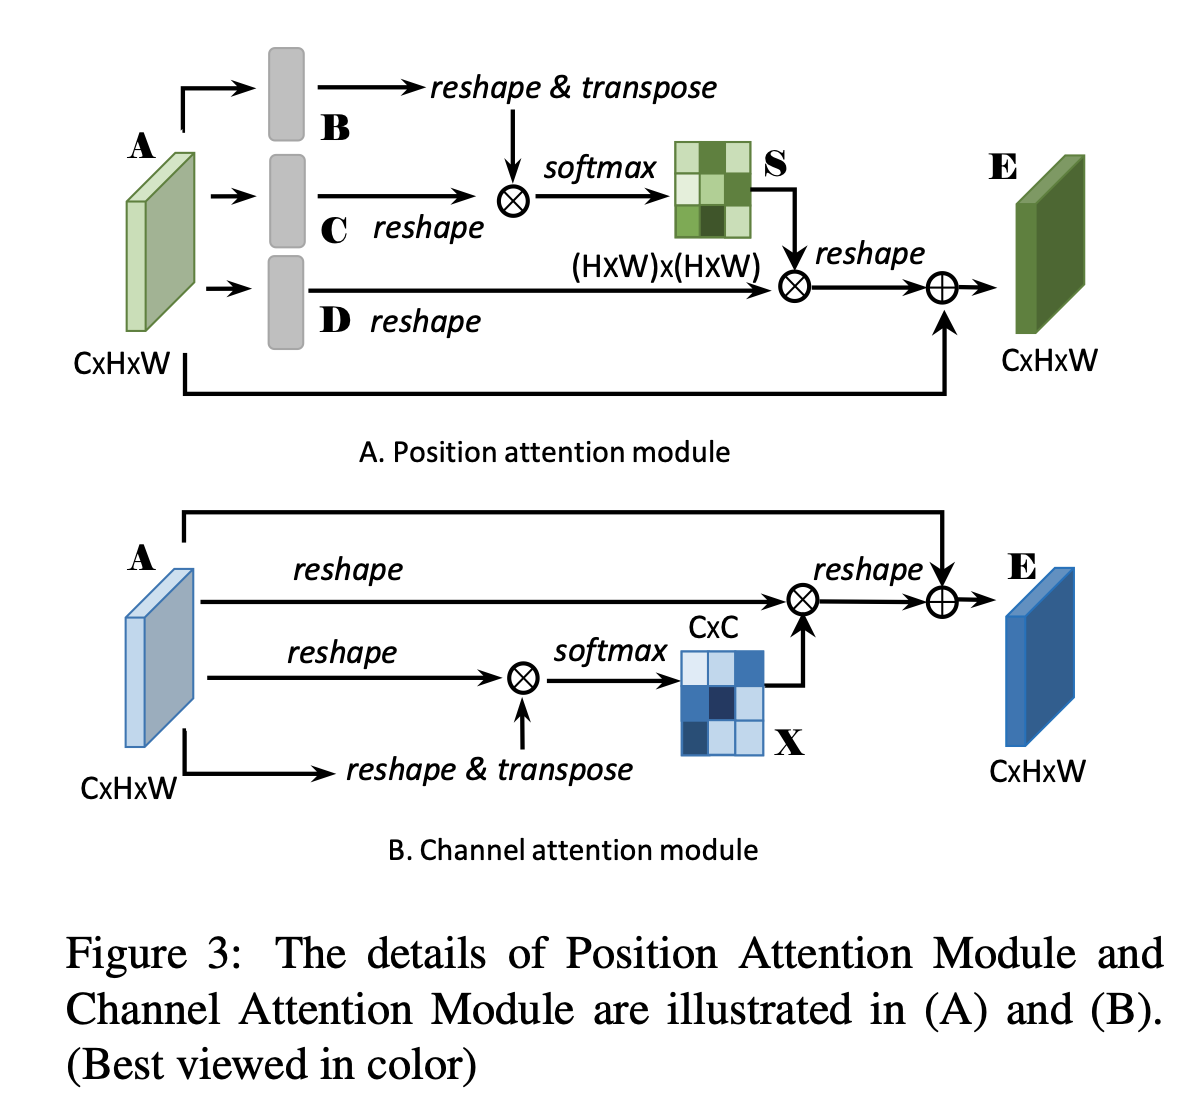 reshape & transpose
B
A
softmax
S
E
C reshape
(HxW)x(HxW)
reshape
D reshape
CxHxW
CxHxW
A. Position attention module
A
reshape
reshape
E
CxC
reshape
softmax
X
reshape & transpose
CxHxW
CxHxW
B. Channel attention module
Figure 3: The details of Position Attention Module and
Channel Attention Module are illustrated in (A) and (B).
(Best viewed in color)